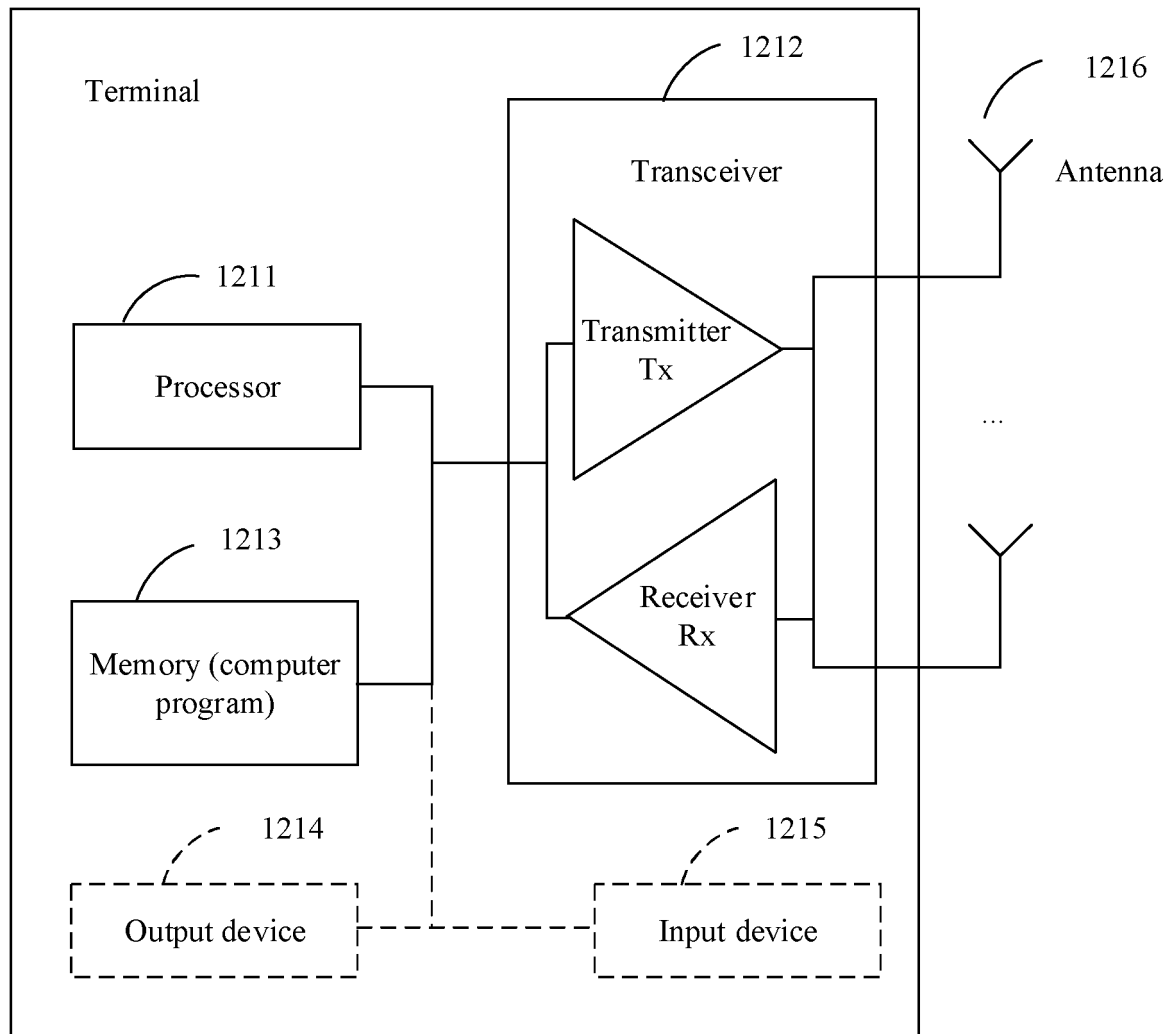 1212
1216
Terminal
Transceiver
Antenna
1211
Transmitter
Tx
Processor
...
1213
Receiver
Rx
Memory (computer
program)
1214
1215
Output device
Input device